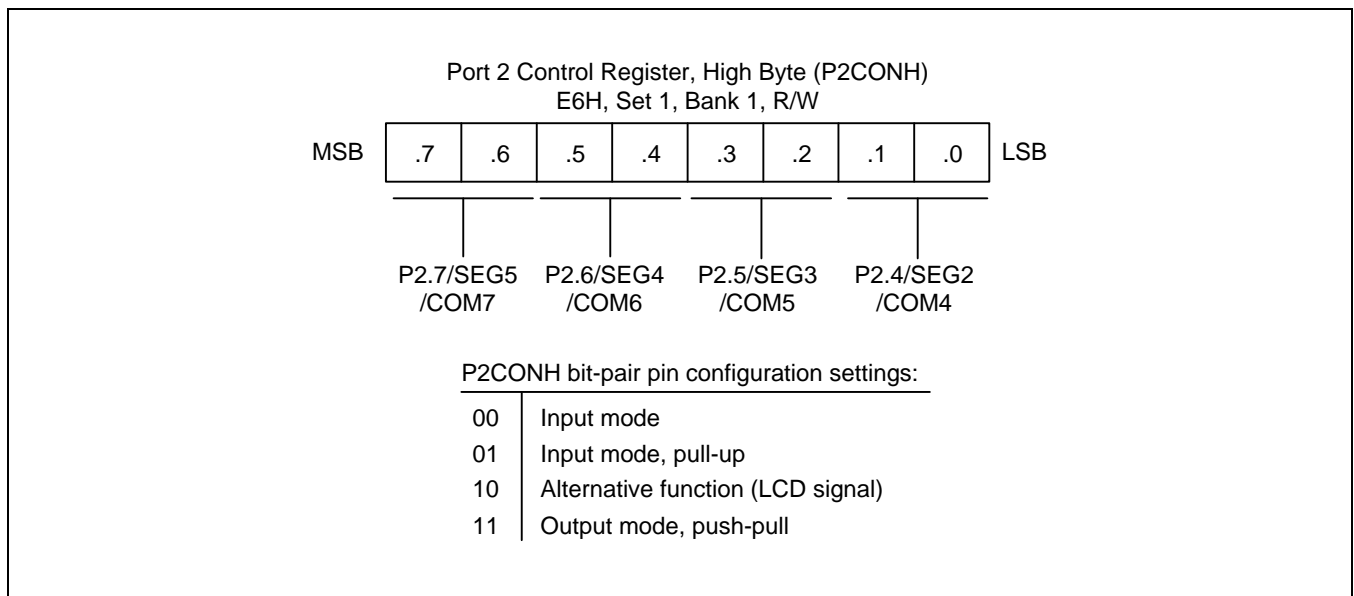 Port 2 Control Register, High Byte (P2CONH)
E6H, Set 1, Bank 1, R/W
MSB .7 .6 .5 .4 .3 .2 .1 .0 LSB
P2.7/SEG5 P2.6/SEG4 P2.5/SEG3 P2.4/SEG2
/COM7 /COM6 /COM5 /COM4
P2CONH bit-pair pin configuration settings:
00 Input mode
01 Input mode, pull-up
10 Alternative function (LCD signal)
11 Output mode, push-pull